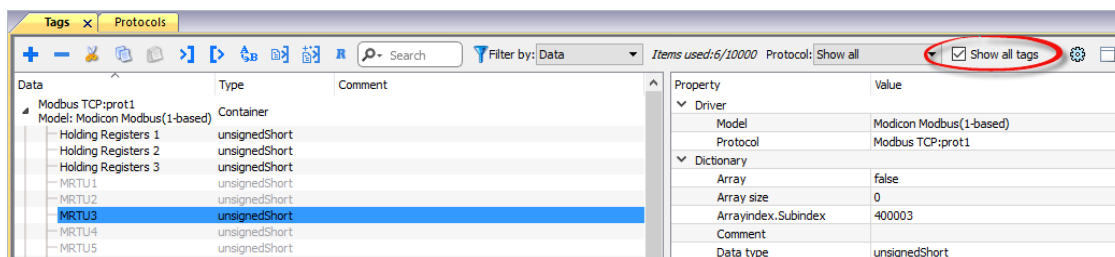 Tags x Protocols
R Search Filter by: Data Items used:6/10000 Protocol: Show all Show all tags
Data Type Comment Property Value
Modbus TCP:prot1
Model: Modicon Modbus(1-based) Container
Holding Registers 1 unsignedShort
Holding Registers 2 unsignedShort
Holding Registers 3 unsignedShort
MRTU1 unsignedShort
MRTU2 unsignedShort
MRTU3 unsignedShort
MRTU4 unsignedShort
MRTU5 unsignedShort
Driver
Model Modicon Modbus(1-based)
Protocol Modbus TCP:prot1
Dictionary
Array false
Array size 0
Arrayindex.Subindex 400003
Comment
Data type unsignedShort